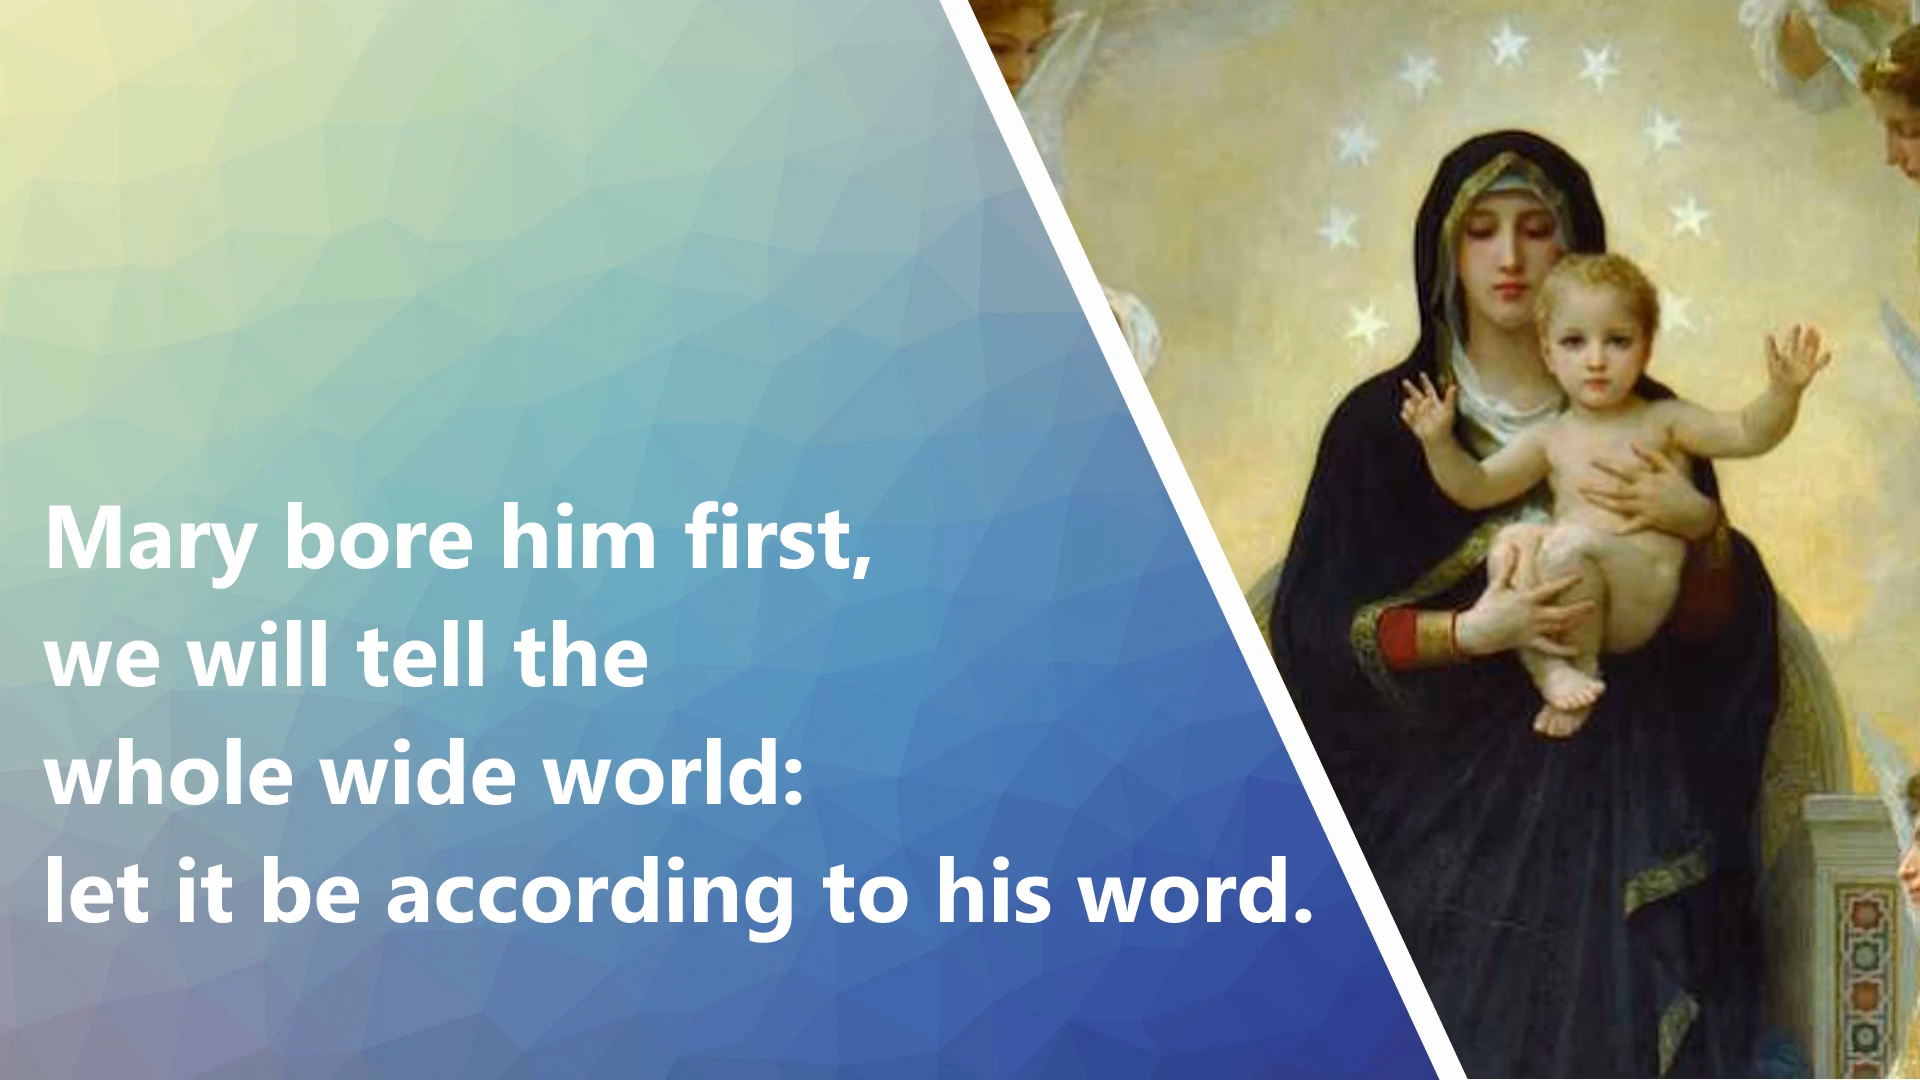 Mary bore him first,
we will tell the
whole wide world:
let it be according to his word.